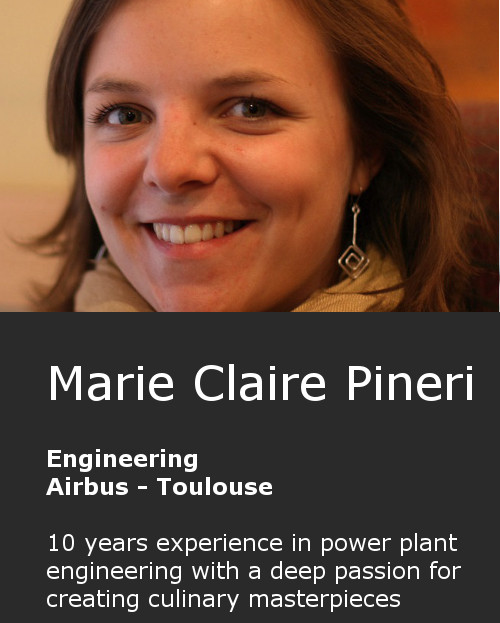 Marie Claire Pineri
Engineering
Airbus - Toulouse
10 years experience in power plant
engineering with a deep passion for
creating culinary masterpieces